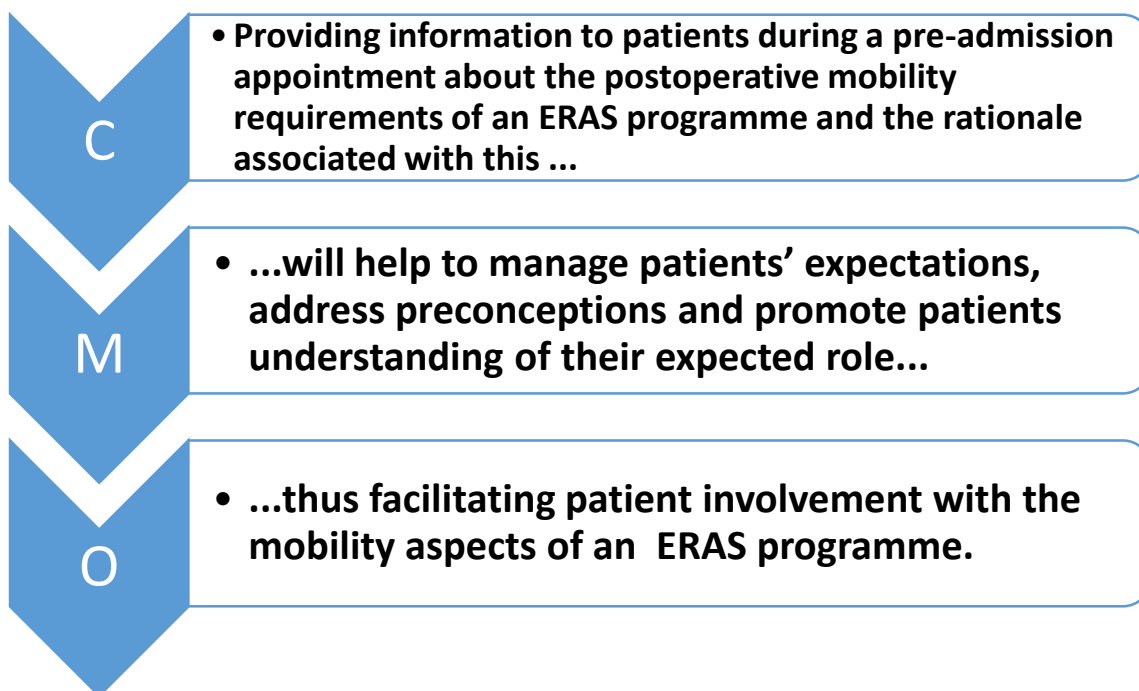 C
• Providing information to patients during a pre-admission
appointment about the postoperative mobility
requirements of an ERAS programme and the rationale
associated with this ...
M
• ...will help to manage patients’ expectations,
address preconceptions and promote patients
understanding of their expected role...
O
• ...thus facilitating patient involvement with the
mobility aspects of an  ERAS programme.